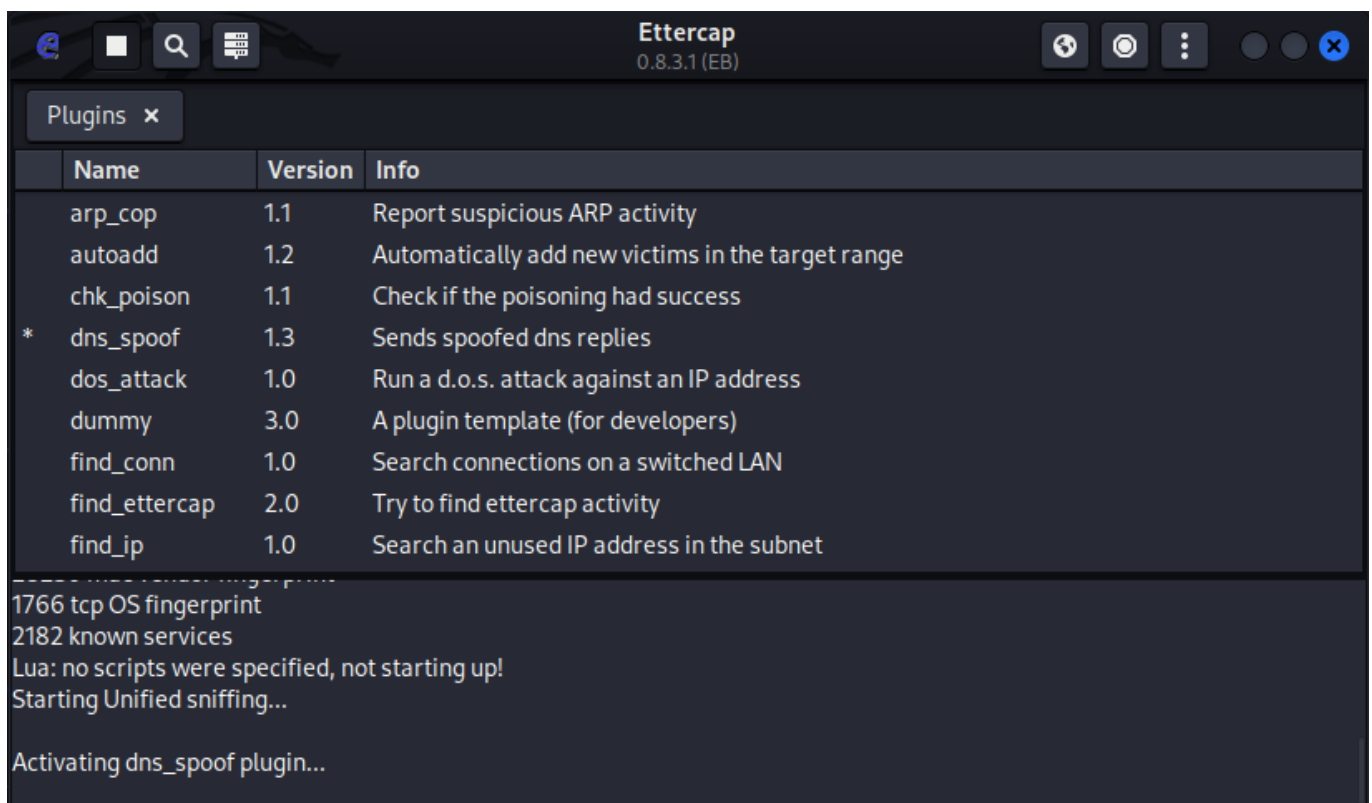 Ettercap
0.8.3.1 (EB)
Plugins ×
Name Version Info
arp_cop 1.1 Report suspicious ARP activity
autoadd 1.2 Automatically add new victims in the target range
chk_poison 1.1 Check if the poisoning had success
* dns_spoof 1.3 Sends spoofed dns replies
dos_attack 1.0 Run a d.o.s. attack against an IP address
dummy 3.0 A plugin template (for developers)
find_conn 1.0 Search connections on a switched LAN
find_ettercap 2.0 Try to find ettercap activity
find_ip 1.0 Search an unused IP address in the subnet
fingerprint
1766 tcp OS fingerprint
2182 known services
Lua: no scripts were specified, not starting up!
Starting Unified sniffing...
Activating dns_spoof plugin...